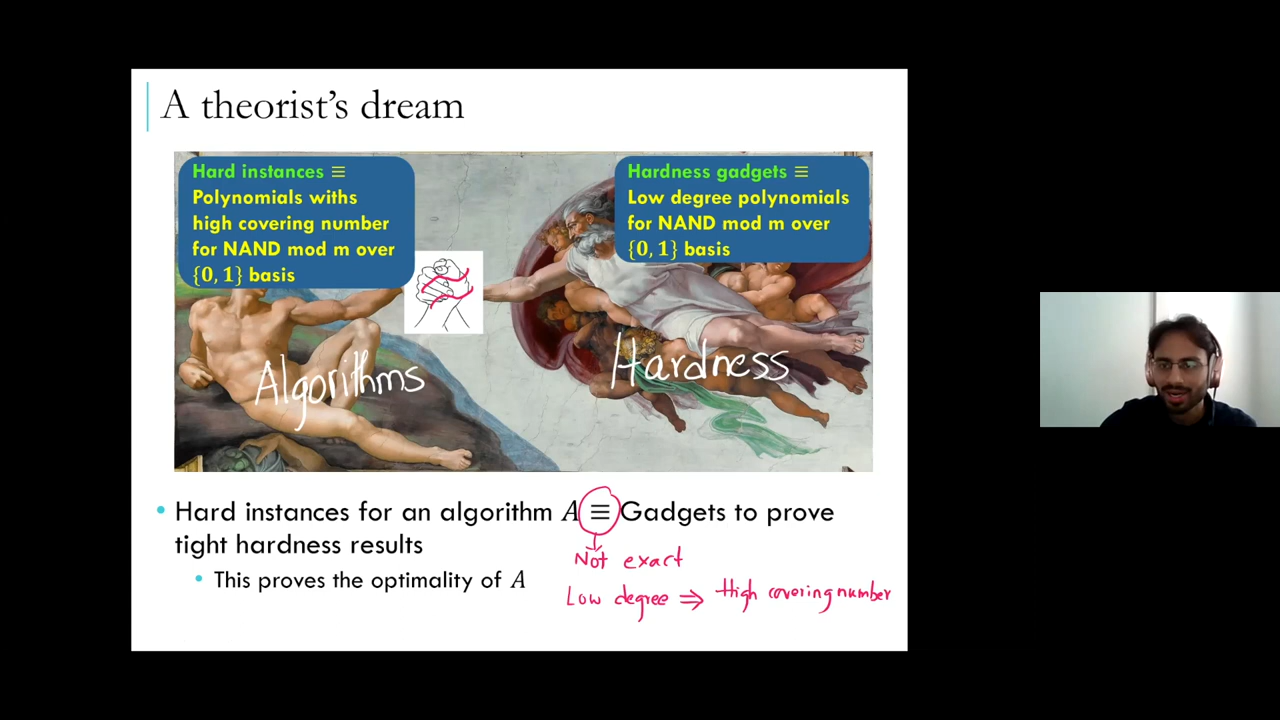 A theorist's dream
Hard instances ≡
Polynomials withs
high covering number
for NAND mod m over
{0, 1} basis
Hardness gadgets ≡
Low degree polynomials
for NAND mod m over
{0, 1} basis
Algorithms
Hardness
• Hard instances for an algorithm A ≡ Gadgets to prove
tight hardness results
Not exact
• This proves the optimality of A
Low degree ⇒ High covering number